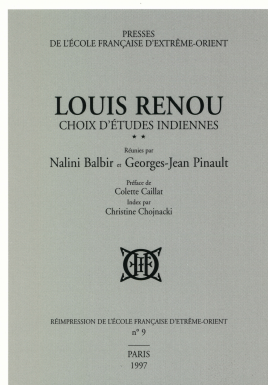 PRESSES
DE L'ÉCOLE FRANÇAISE D'EXTRÊME-ORIENT
LOUIS RENOU
CHOIX D'ÉTUDES INDIENNES
★ ★
Réunies par
Nalini Balbir et Georges-Jean Pinault
Préface de
Colette Caillat
Index par
Christine Chojnacki
RÉIMPRESSION DE L'ÉCOLE FRANÇAISE D'ETRÊME-ORIENT
n° 9
PARIS
1997